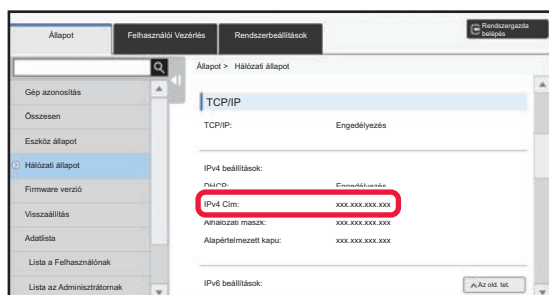 Állapot
Felhasználói Vezérlés
Rendszerbeállítások
Rendszergazda
belépés
Állapot > Hálózati állapot
Gép azonosítás
Összesen
Eszköz állapot
Hálózati állapot
Firmware verzió
Visszaállítás
Adatlista
Lista a Felhasználónak
Lista az Adminisztrátornak
TCP/IP
TCP/IP: Engedélyezés
IPv4 beállítások:
DHCP: Engedélyezés
IPv4 Cím: xxx.xxx.xxx.xxx
Alhálózati maszk: xxx.xxx.xxx.xxx
Alapértelmezett kapu: xxx.xxx.xxx.xxx
IPv6 beállítások:
Az old. tet.